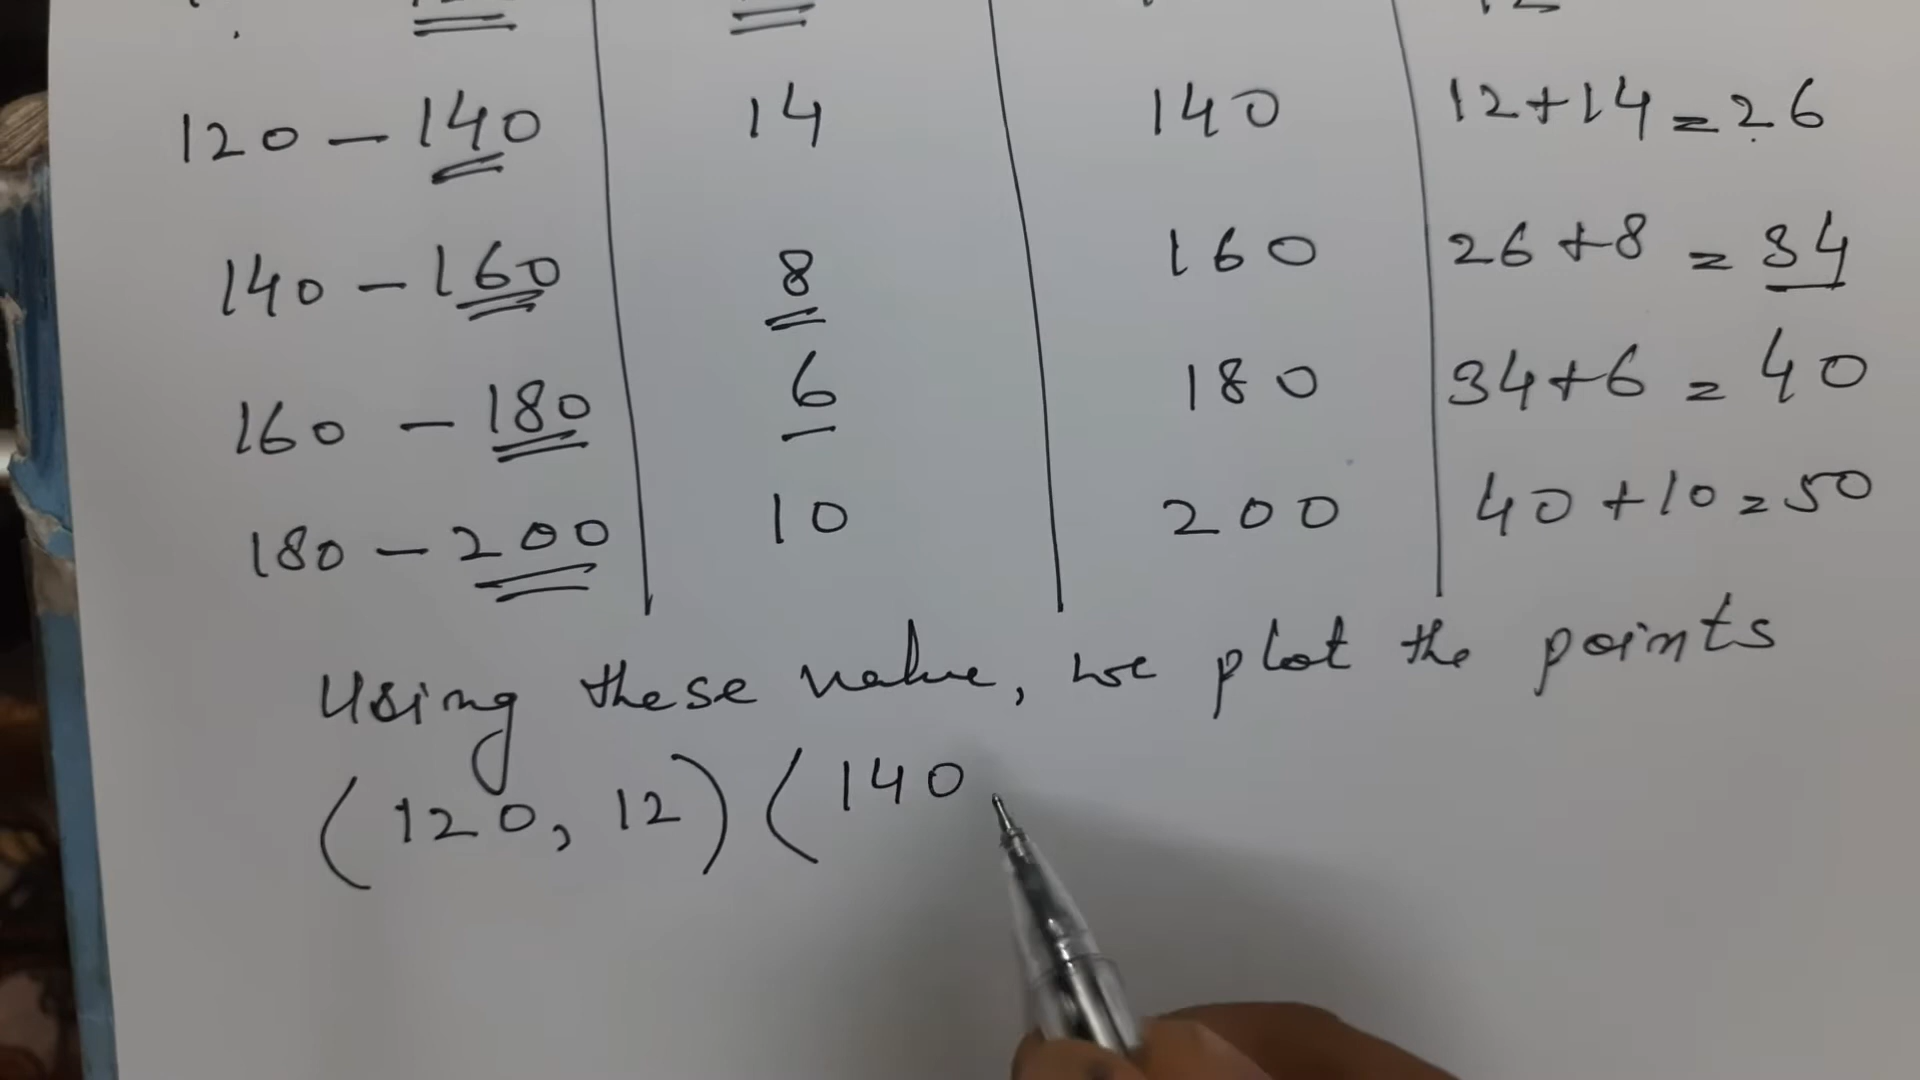 120 - 140 14 140 12+14=26
140 - 160 8 160 26+8 = 34
160 - 180 6 180 34+6 = 40
180 - 200 10 200 40+10=50
Using these value, we plot the points
(120, 12) (140